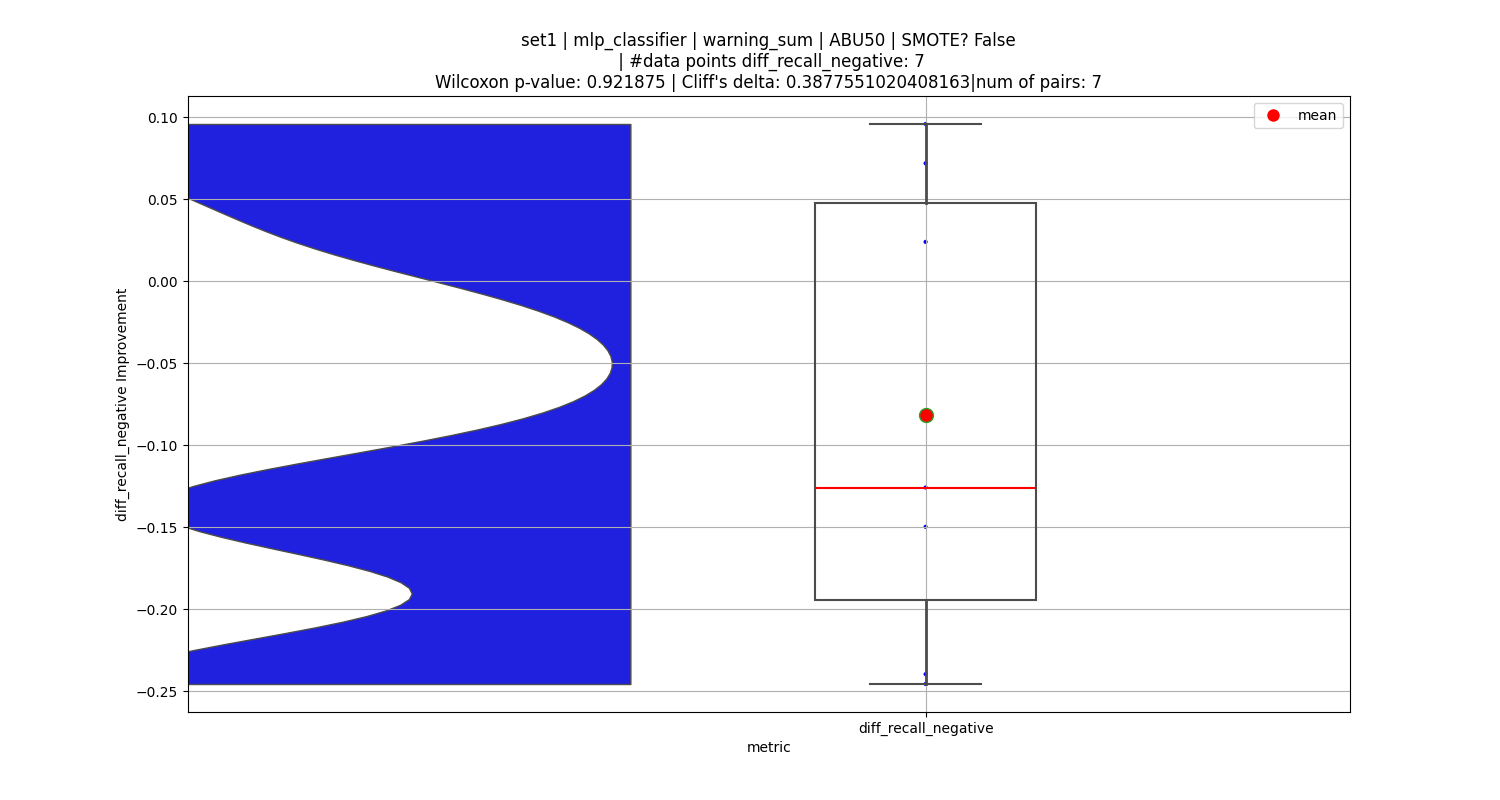 set1 | mlp_classifier | warning_sum | ABU50 | SMOTE? False
| #data points diff_recall_negative: 7
Wilcoxon p-value: 0.921875 | Cliff's delta: 0.3877551020408163|num of pairs: 7
mean
0.10
0.05
0.00
−0.05
−0.10
−0.15
−0.20
−0.25
diff_recall_negative Improvement
diff_recall_negative
metric